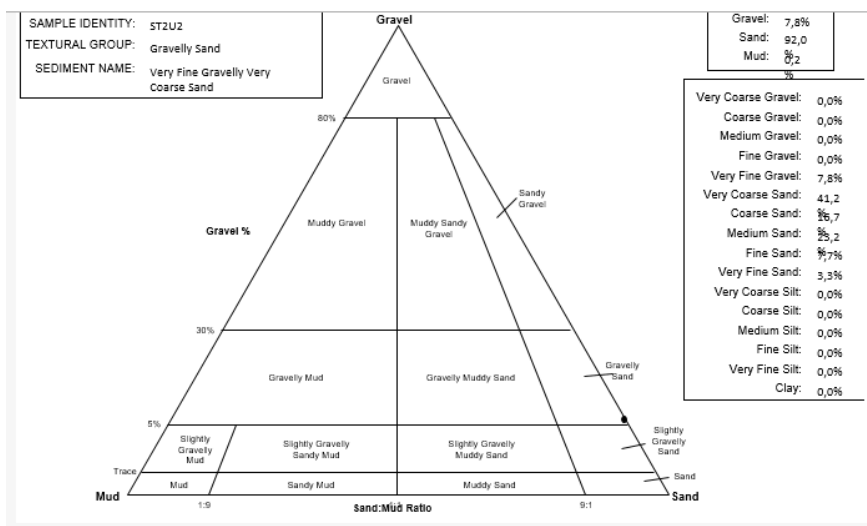 SAMPLE IDENTITY: ST2U2
TEXTURAL GROUP: Gravelly Sand
SEDIMENT NAME: Very Fine Gravelly Very
Coarse Sand
Gravel: 7,8%
Sand: 92,0
%
Mud: 0,2
%
Gravel
Gravel
80%
Sandy
Gravel
Muddy Gravel
Muddy Sandy
Gravel
Gravel %
30%
Gravelly
Sand
Gravelly Mud
Gravelly Muddy Sand
5%
Slightly
Gravelly
Mud
Slightly Gravelly
Sandy Mud
Slightly Gravelly
Muddy Sand
Slightly
Gravelly
Sand
Trace
Mud
Sandy Mud
Muddy Sand
Sand
Mud
Sand
1:9
9:1
Sand:Mud Ratio
Very Coarse Gravel: 0,0%
Coarse Gravel: 0,0%
Medium Gravel: 0,0%
Fine Gravel: 0,0%
Very Fine Gravel: 7,8%
Very Coarse Sand: 41,2
%
Coarse Sand: 16,7
%
Medium Sand: 23,2
%
Fine Sand: 7,7%
Very Fine Sand: 3,3%
Very Coarse Silt: 0,0%
Coarse Silt: 0,0%
Medium Silt: 0,0%
Fine Silt: 0,0%
Very Fine Silt: 0,0%
Clay: 0,0%